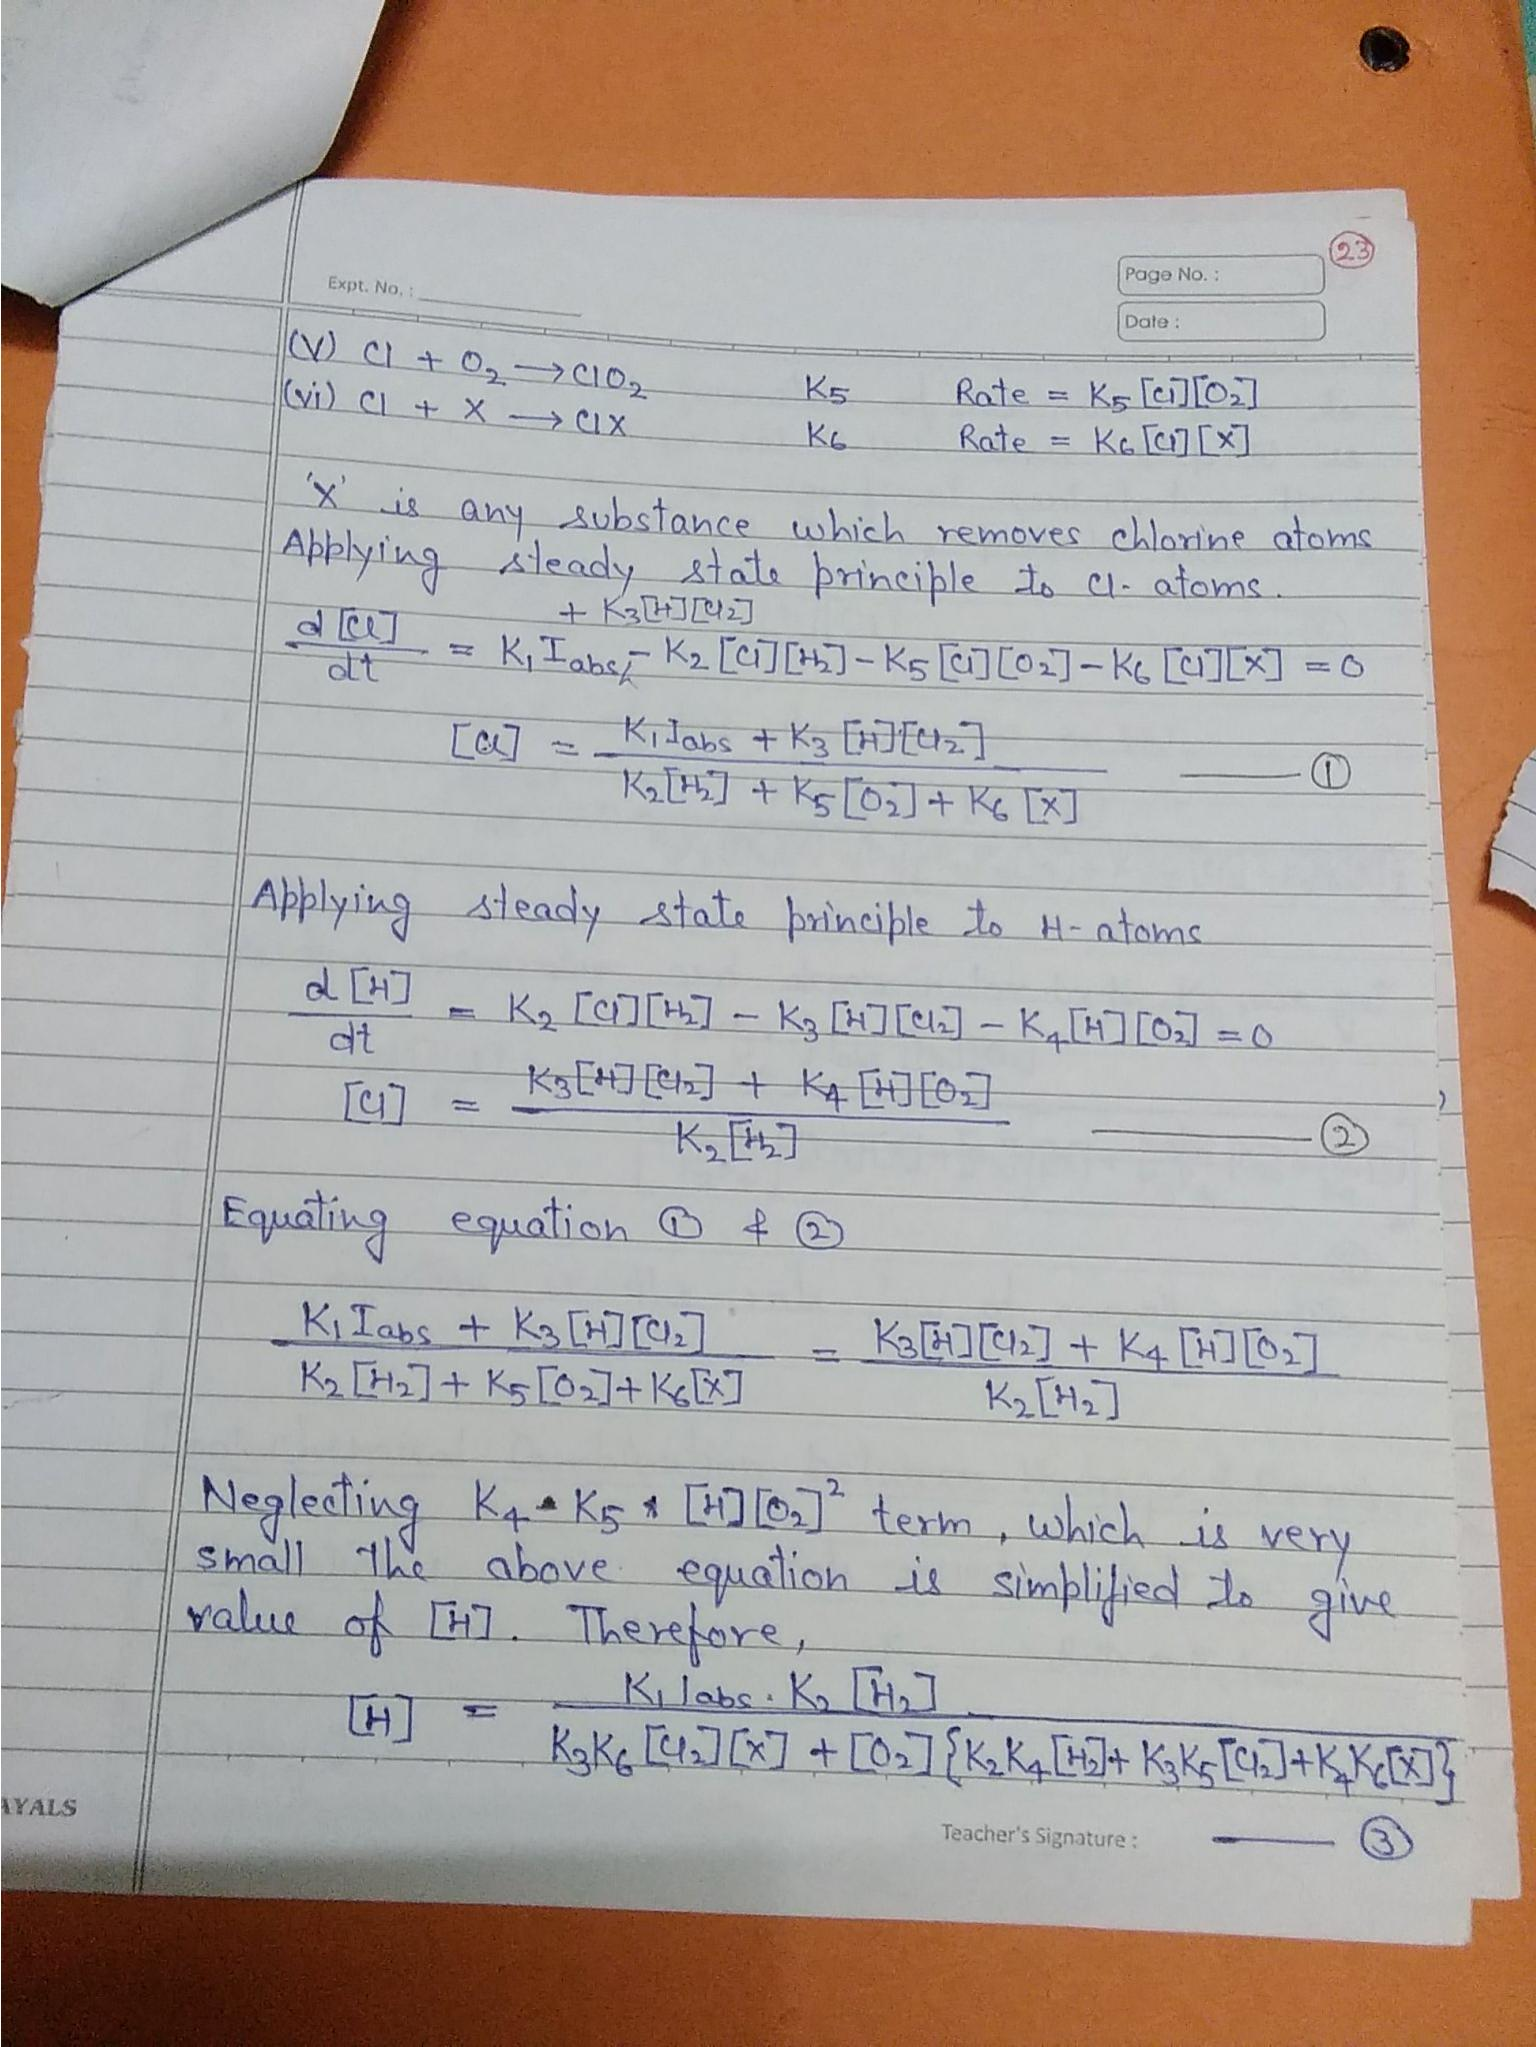 23
Expt. No. :
Page No. :
Date :
(V) Cl + O₂ → ClO₂ K₅ Rate = K₅ [Cl][O₂]
(vi) Cl + X → ClX K₆ Rate = K₆ [Cl][X]
'X' is any substance which removes chlorine atoms
Applying steady state principle to Cl- atoms.
+ K₃[H][Cl₂]
d[Cl]/dt = K₁ Iabs - K₂ [Cl][H₂] - K₅ [Cl][O₂] - K₆ [Cl][X] = 0
[Cl] = K₁Iabs + K₃ [H][Cl₂] / K₂[H₂] + K₅[O₂] + K₆ [X] ——— ①
Applying steady state principle to H- atoms
d[H]/dt = K₂ [Cl][H₂] - K₃ [H][Cl₂] - K₄[H][O₂] = 0
[Cl] = K₃[H][Cl₂] + K₄ [H][O₂] / K₂[H₂] ——— ②
Equating equation ① & ②
K₁ Iabs + K₃ [H][Cl₂] / K₂ [H₂] + K₅[O₂] + K₆[X] = K₃[H][Cl₂] + K₄ [H][O₂] / K₂[H₂]
Neglecting K₄ . K₅ . [H][O₂]² term, which is very
small the above equation is simplified to give
value of [H]. Therefore,
[H] = K₁ Iabs . K₂ [H₂] / K₃K₆ [Cl₂][X] + [O₂] {K₂K₄[H₂] + K₃K₅[Cl₂] + K₄K₆[X]}
AYALS
Teacher's Signature :
——— ③